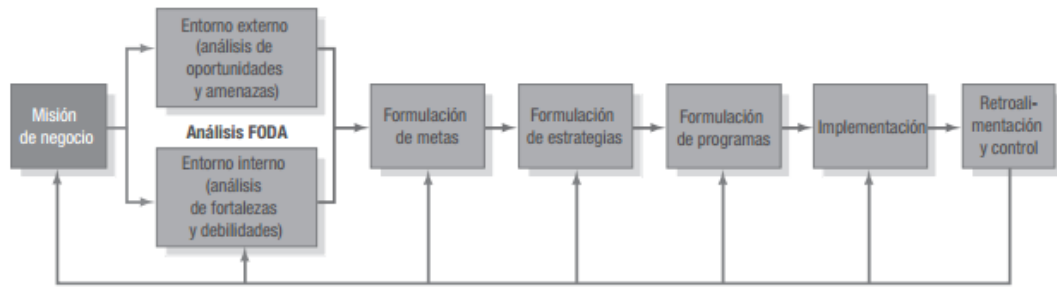 Misión
de negocio
Entorno externo
(análisis de
oportunidades
y amenazas)
Análisis FODA
Entorno interno
(análisis
de fortalezas
y debilidades)
Formulación
de metas
Formulación
de estrategias
Formulación
de programas
Implementación
Retroali-
mentación
y control